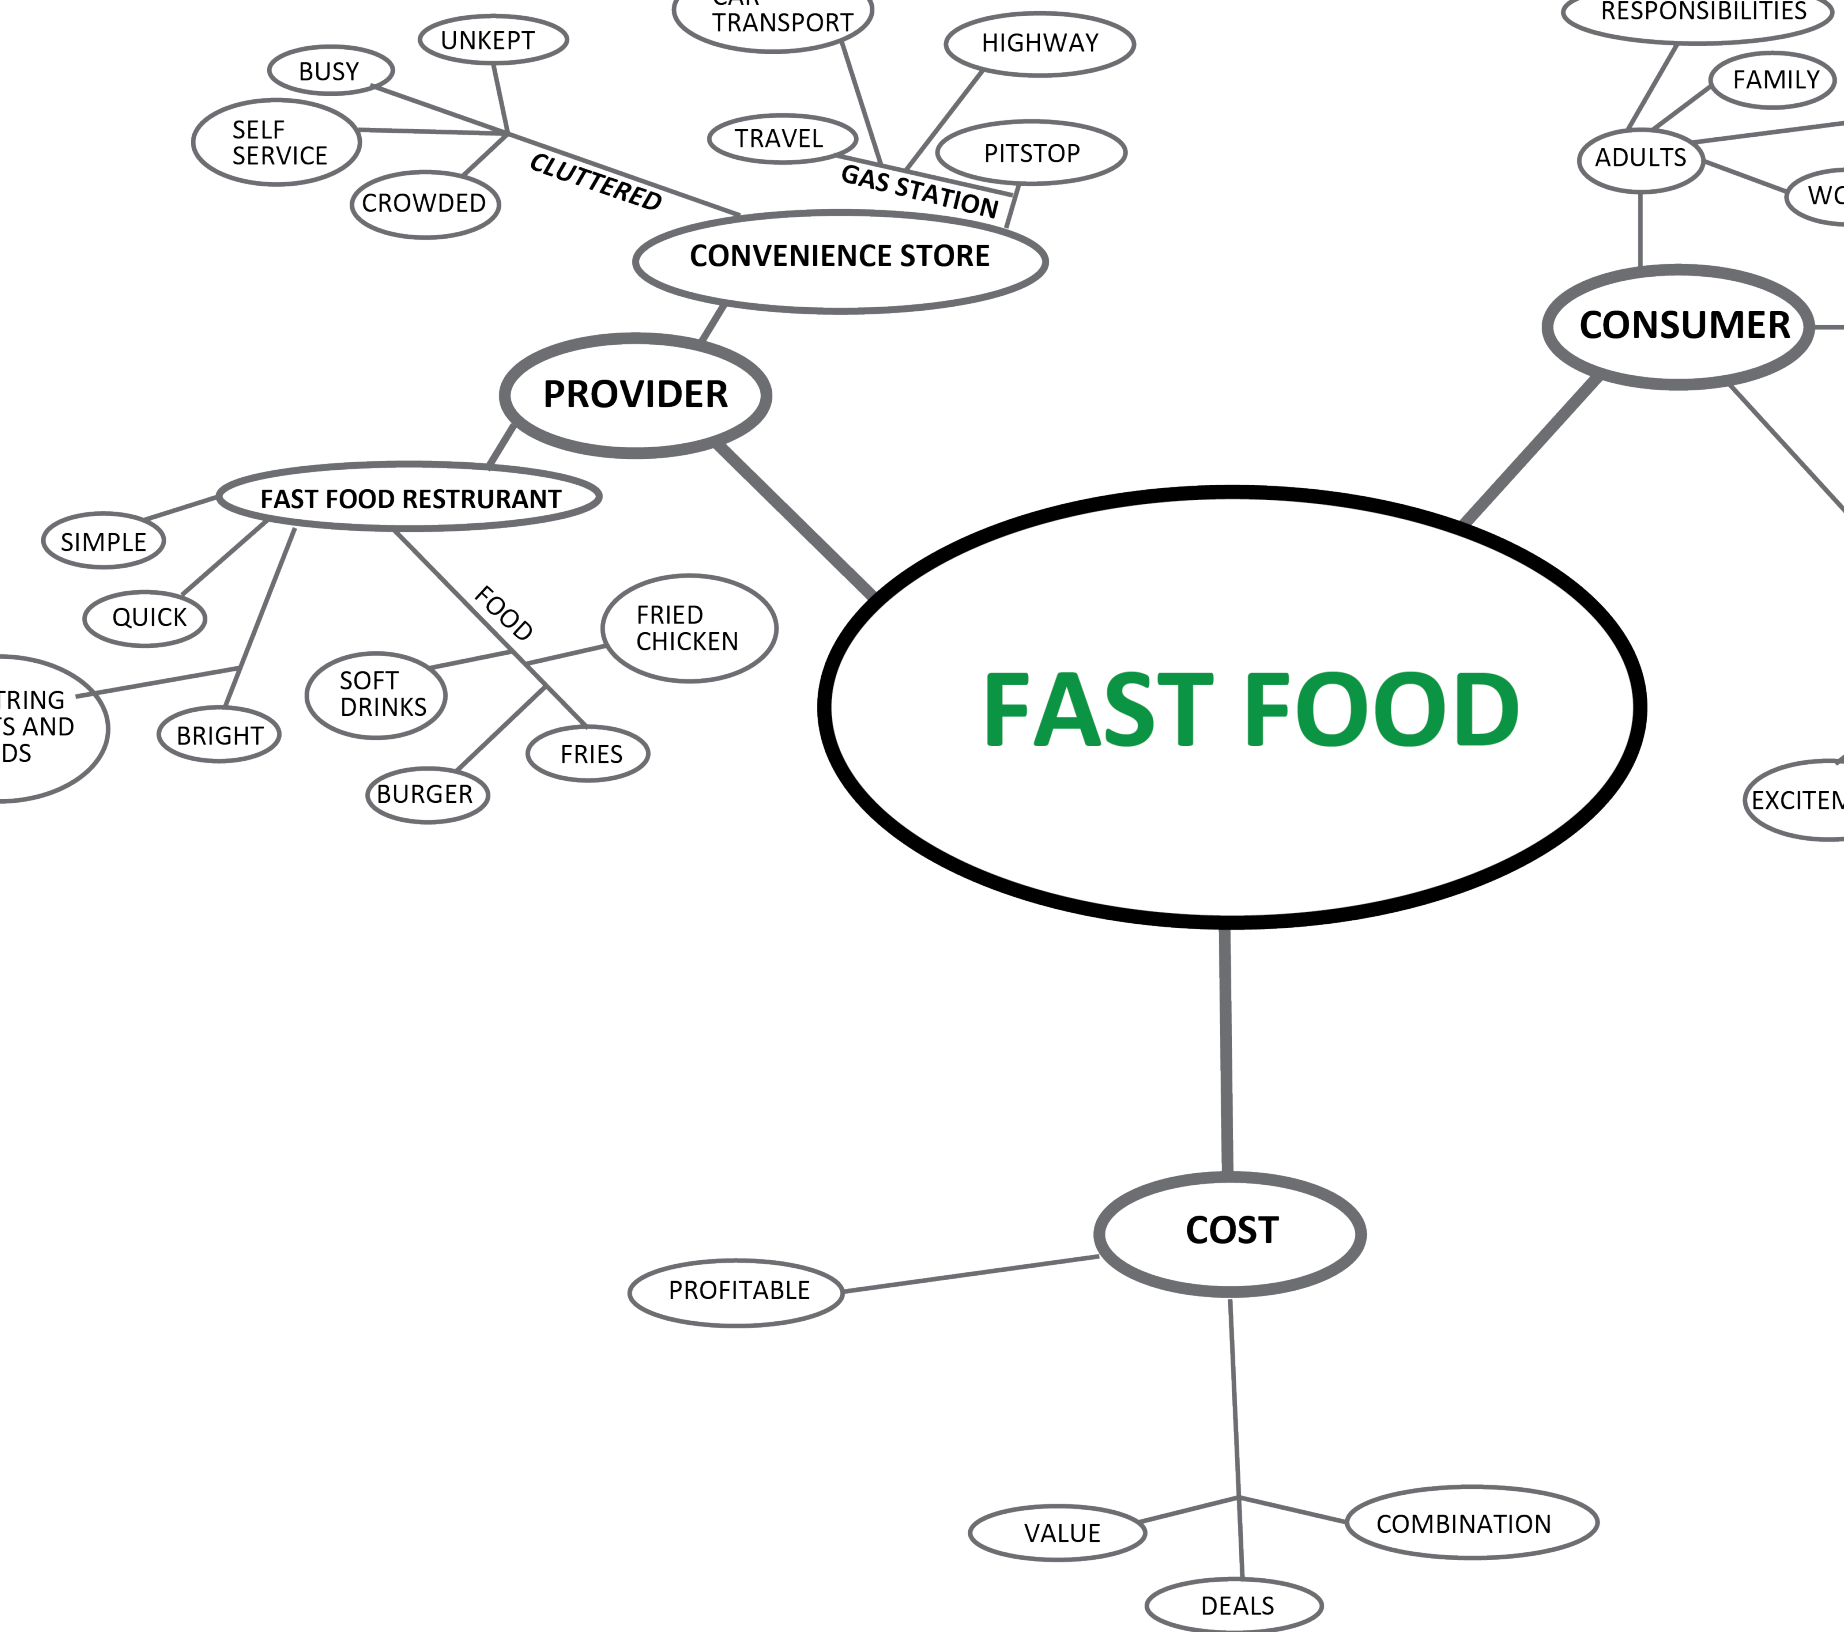 TRANSPORT
UNKEPT
BUSY
SELF
SERVICE
CROWDED
CLUTTERED
HIGHWAY
TRAVEL
PITSTOP
GAS STATION
CONVENIENCE STORE
RESPONSIBILITIES
FAMILY
ADULTS
CONSUMER
PROVIDER
FAST FOOD RESTRURANT
SIMPLE
QUICK
BRIGHT
FOOD
FRIED
CHICKEN
SOFT
DRINKS
BURGER
FRIES
AND
FAST FOOD
COST
PROFITABLE
VALUE
COMBINATION
DEALS